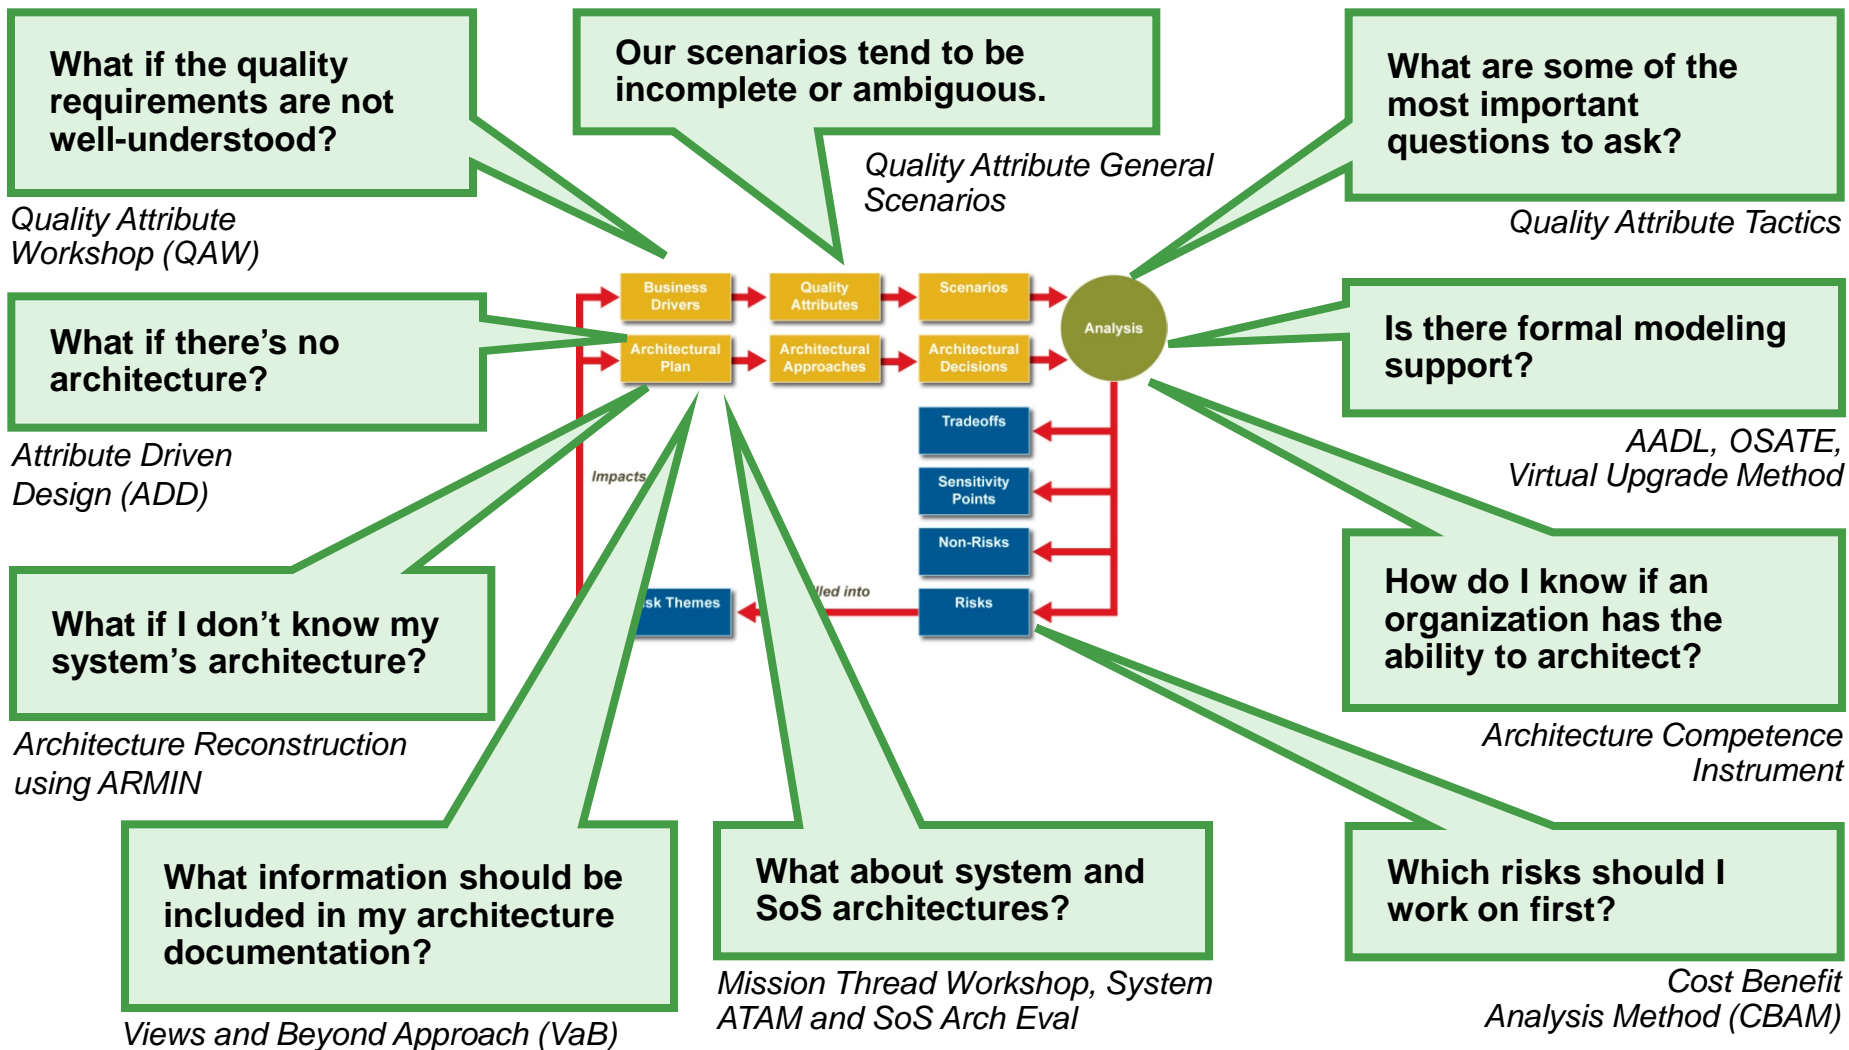 What if the quality
requirements are not
well-understood?
Quality Attribute
Workshop (QAW)
Our scenarios tend to be
incomplete or ambiguous.
Quality Attribute General
Scenarios
What are some of the
most important
questions to ask?
Quality Attribute Tactics
What if there’s no
architecture?
Attribute Driven
Design (ADD)
Business
Drivers
Quality
Attributes
Scenarios
Analysis
Architectural
Plan
Architectural
Approaches
Architectural
Decisions
Tradeoffs
Sensitivity
Points
Non-Risks
Risks
Impacts
lled into
sk Themes
Is there formal modeling
support?
AADL, OSATE,
Virtual Upgrade Method
What if I don’t know my
system’s architecture?
Architecture Reconstruction
using ARMIN
How do I know if an
organization has the
ability to architect?
Architecture Competence
Instrument
What information should be
included in my architecture
documentation?
Views and Beyond Approach (VaB)
What about system and
SoS architectures?
Mission Thread Workshop, System
ATAM and SoS Arch Eval
Which risks should I
work on first?
Cost Benefit
Analysis Method (CBAM)